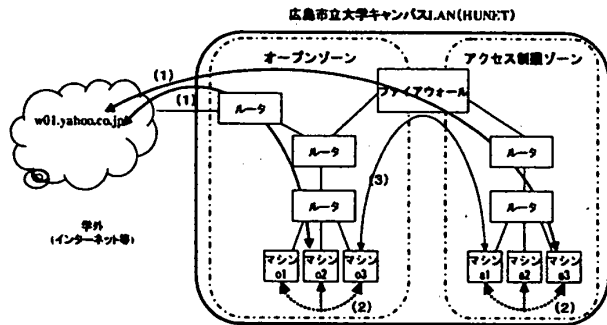 広島市立大学キャンパスLAN(HUNET)
オープンゾーン
アクセス制限ゾーン
(1)
ファイアウォール
(1)
w01.yahoo.co.jp
ルータ
ルータ
ルータ
(3)
ルータ
ルータ
学外
(インターネット等)
マシン
o1
マシン
o2
マシン
o3
マシン
a1
マシン
a2
マシン
a3
(2)
(2)